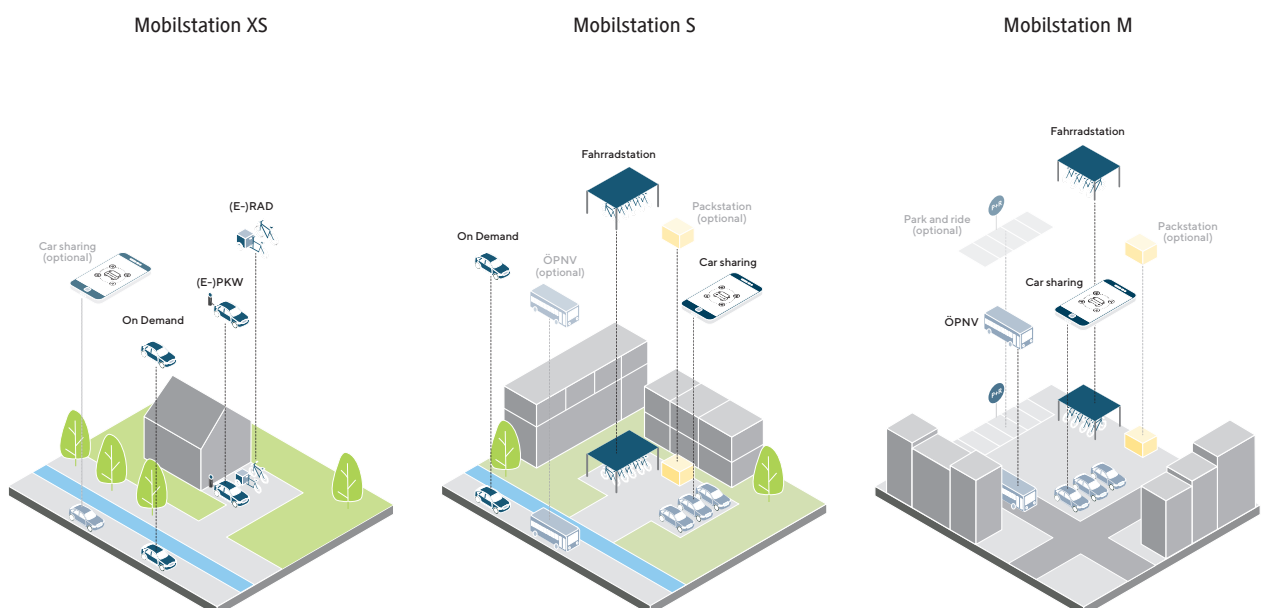 Mobilstation XS
Mobilstation S
Mobilstation M
Car sharing
(optional)
On Demand
(E-)PKW
(E-)RAD
On Demand
ÖPNV
(optional)
Fahrradstation
Packstation
(optional)
Car sharing
Park and ride
(optional)
P+R
ÖPNV
Fahrradstation
Car sharing
Packstation
(optional)
P+R